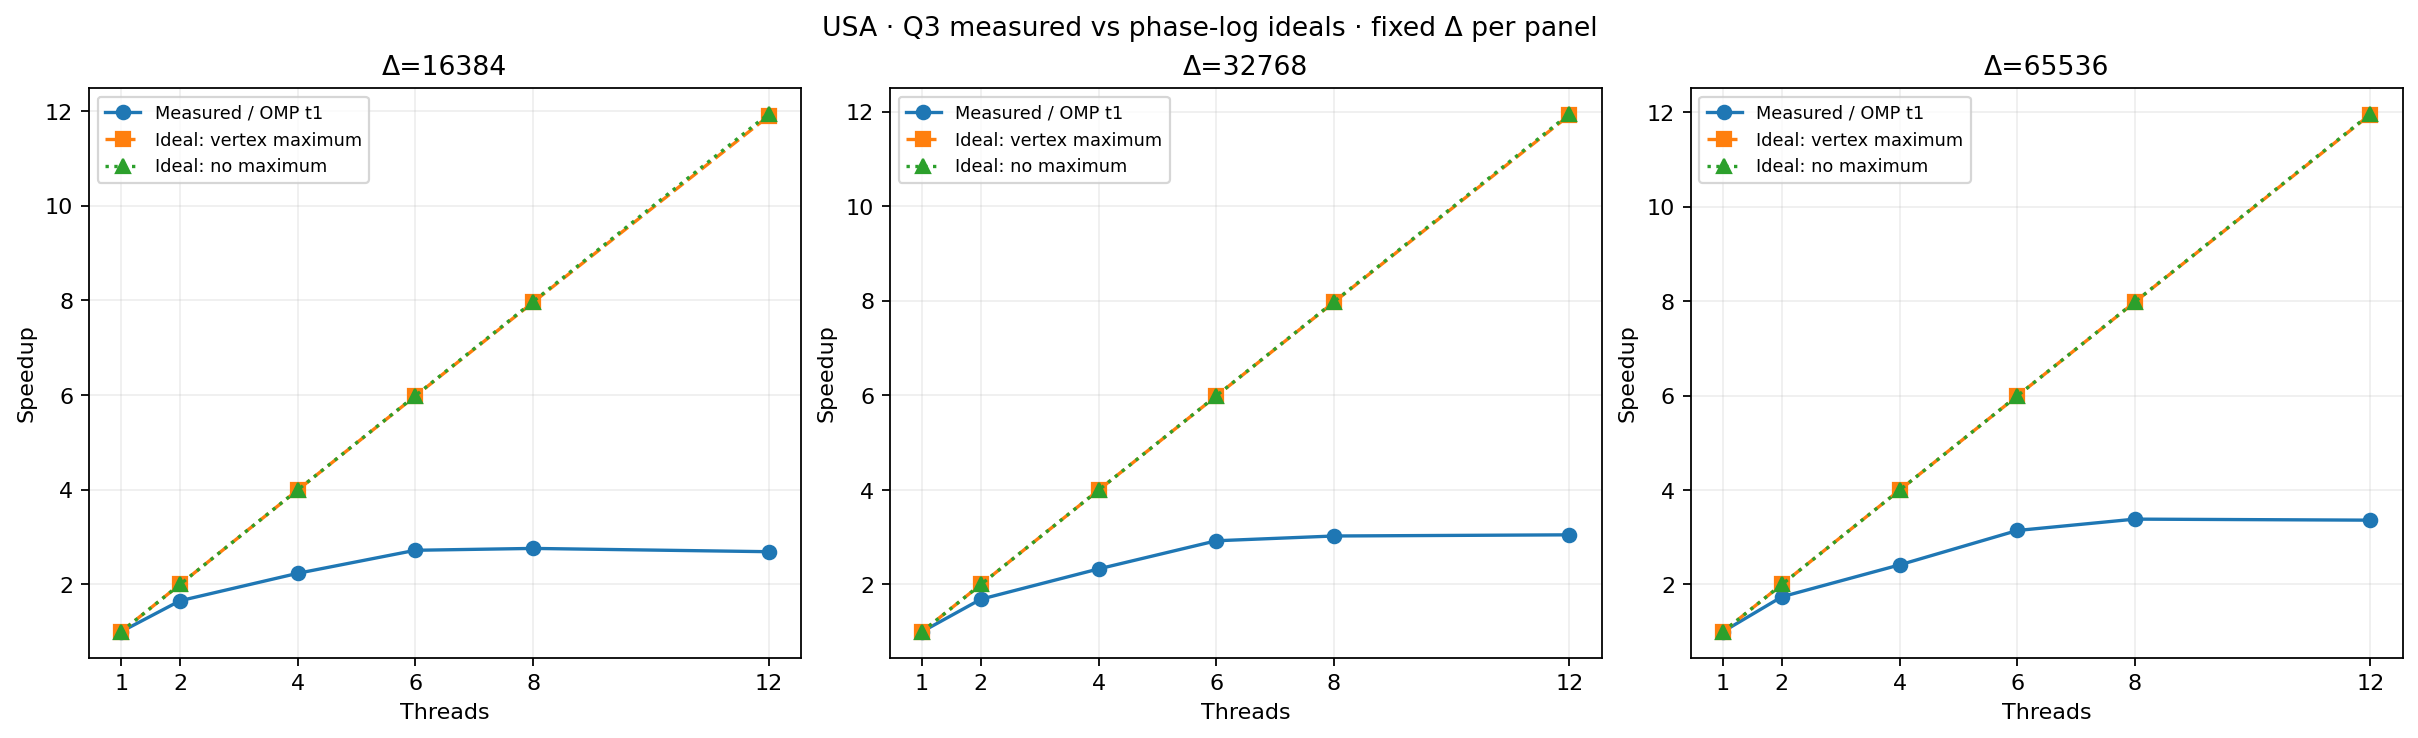 USA · Q3 measured vs phase-log ideals · fixed Δ per panel
Δ=16384
Measured / OMP t1
Ideal: vertex maximum
Ideal: no maximum
Speedup
12
10
8
6
4
2
1 2 4 6 8 12
Threads
Δ=32768
Measured / OMP t1
Ideal: vertex maximum
Ideal: no maximum
Speedup
12
10
8
6
4
2
1 2 4 6 8 12
Threads
Δ=65536
Measured / OMP t1
Ideal: vertex maximum
Ideal: no maximum
Speedup
12
10
8
6
4
2
1 2 4 6 8 12
Threads